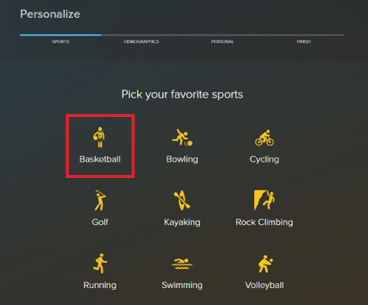 Personalize
SPORTS DEMOGRAPHICS PERSONAL FINISH
Pick your favorite sports
Basketball Bowling Cycling
Golf Kayaking Rock Climbing
Running Swimming Volleyball